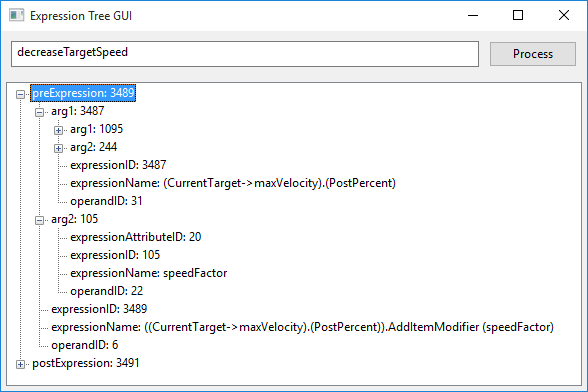 Expression Tree GUI
decreaseTargetSpeed
Process
preExpression: 3489
arg1: 3487
arg1: 1095
arg2: 244
expressionID: 3487
expressionName: (CurrentTarget->maxVelocity).(PostPercent)
operandID: 31
arg2: 105
expressionAttributeID: 20
expressionID: 105
expressionName: speedFactor
operandID: 22
expressionID: 3489
expressionName: ((CurrentTarget->maxVelocity).(PostPercent)).AddItemModifier (speedFactor)
operandID: 6
postExpression: 3491